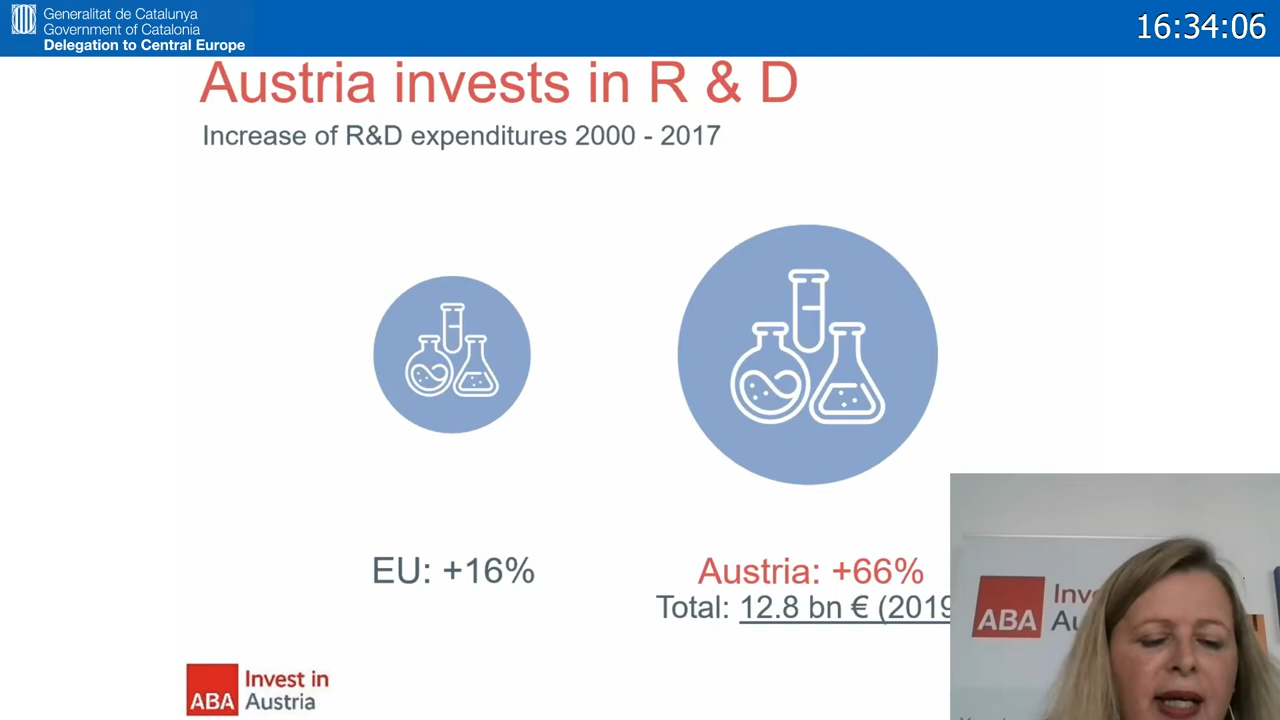 Generalitat de Catalunya
Government of Catalonia
Delegation to Central Europe
16:34:06
Austria invests in R & D
Increase of R&D expenditures 2000 - 2017
EU: +16%
Austria: +66%
Total: 12.8 bn € (2019
ABA
Invest in
Austria
ABA